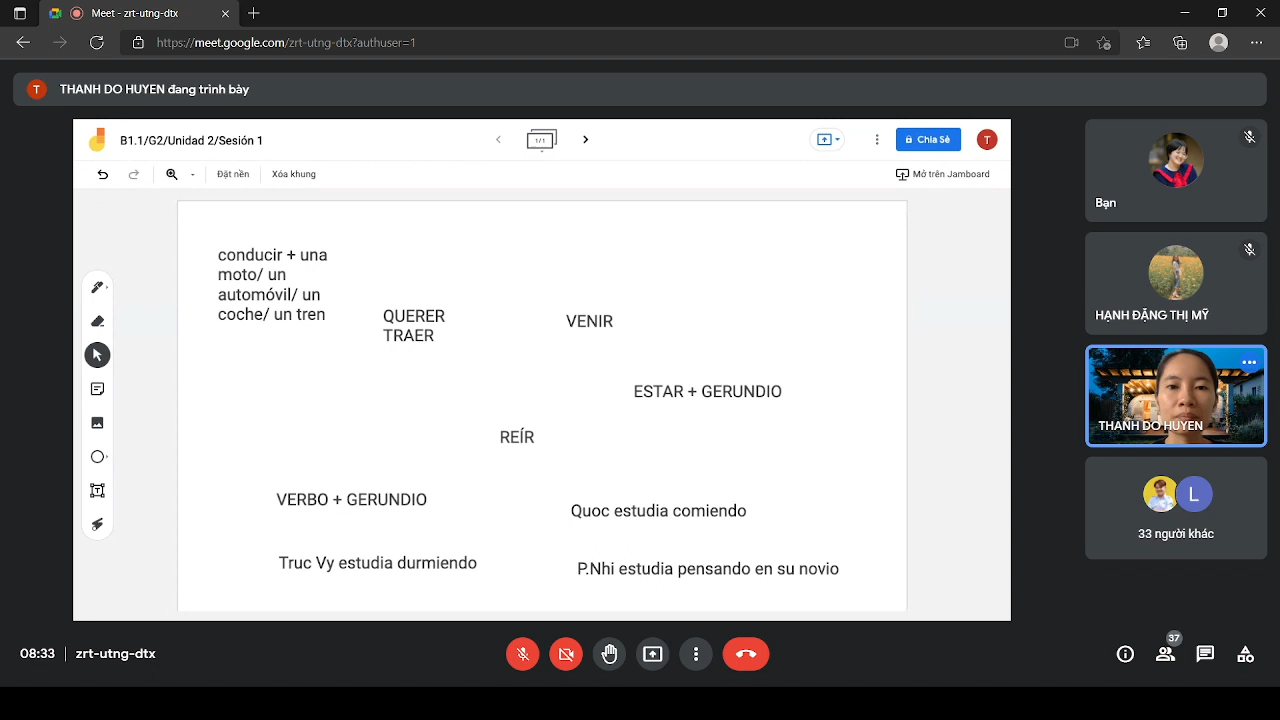 Meet - zrt-utng-dtx
https://meet.google.com/zrt-utng-dtx?authuser=1
T THANH DO HUYEN đang trình bày
B1.1/G2/Unidad 2/Sesión 1
1/1
Chia Sẻ
T
Đặt nền
Xóa khung
Mở trên Jamboard
conducir + una
moto/ un
automóvil/ un
coche/ un tren
QUERER
TRAER
VENIR
ESTAR + GERUNDIO
REÍR
VERBO + GERUNDIO
Quoc estudia comiendo
Truc Vy estudia durmiendo
P.Nhi estudia pensando en su novio
Bạn
HẠNH ĐẶNG THỊ MỸ
THANH DO HUYEN
L
33 người khác
08:33 | zrt-utng-dtx
37